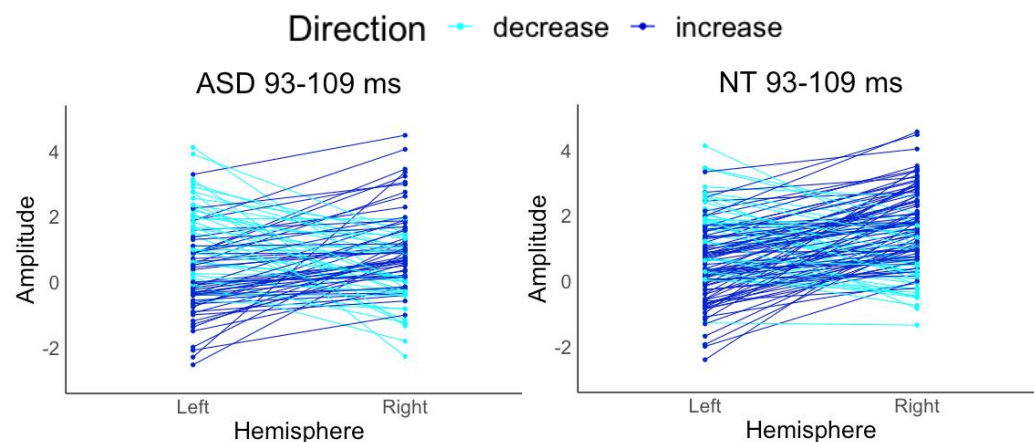 Direction decrease increase
ASD 93-109 ms
4
2
0
-2
Amplitude
Left Right
Hemisphere
NT 93-109 ms
4
2
0
-2
Amplitude
Left Right
Hemisphere